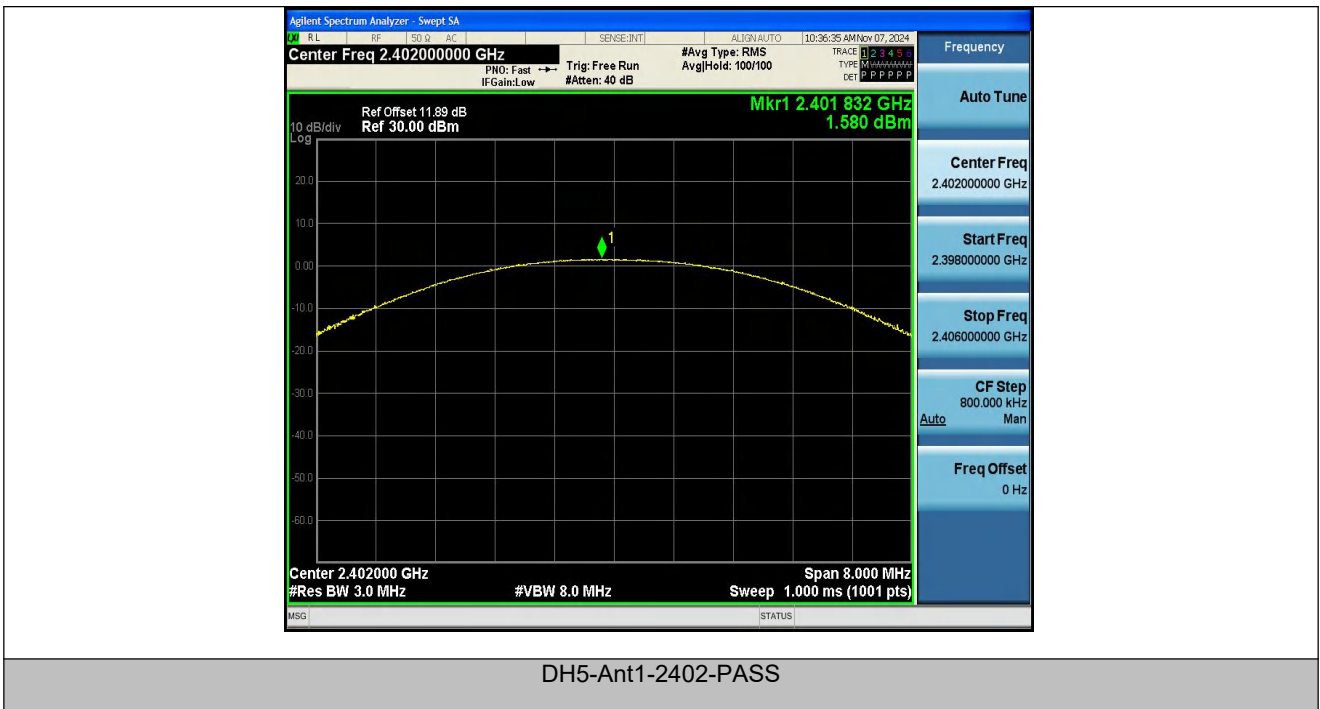 Agilent Spectrum Analyzer - Swept SA
LXI RL RF 50 Ω AC SENSE:INT ALIGN AUTO 10:36:35 AM Nov 07, 2024
Center Freq 2.402000000 GHz
PNO: Fast
IFGain:Low
Trig: Free Run
#Atten: 40 dB
#Avg Type: RMS
Avg|Hold: 100/100
TRACE 1 2 3 4 5 6
TYPE M
DET P P P P P P
Ref Offset 11.89 dB
10 dB/div Ref 30.00 dBm
Log
Mkr1 2.401 832 GHz
1.580 dBm
20.0
10.0
1
0.00
-10.0
-20.0
-30.0
-40.0
-50.0
-60.0
Center 2.402000 GHz Span 8.000 MHz
#Res BW 3.0 MHz #VBW 8.0 MHz Sweep 1.000 ms (1001 pts)
MSG STATUS
Frequency
Auto Tune
Center Freq
2.402000000 GHz
Start Freq
2.398000000 GHz
Stop Freq
2.406000000 GHz
CF Step
800.000 kHz
Auto Man
Freq Offset
0 Hz
DH5-Ant1-2402-PASS